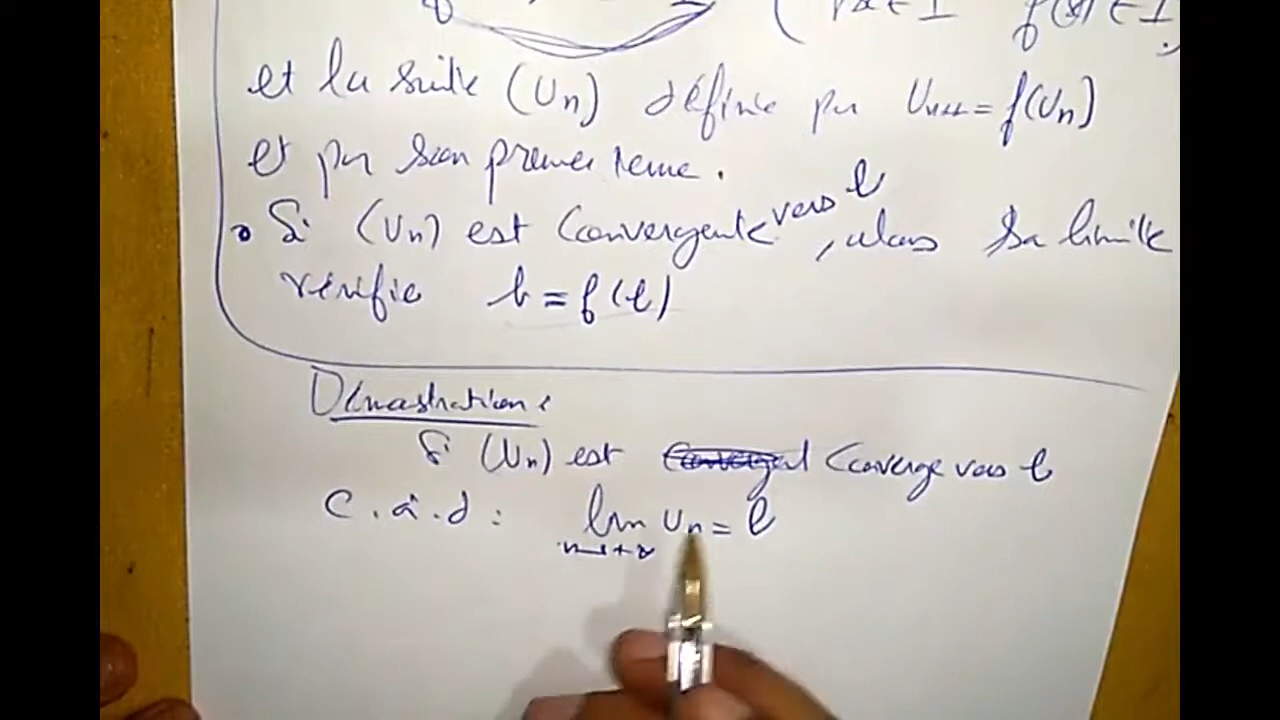 ∀x ∈ I f(x) ∈ I
et la suite (Un) définie par Un+1 = f(Un)
et par son premier terme.
• Si (Un) est convergente vers l, alors sa limite
vérifie l = f(l)
Démonstration :
Si (Un) est Converge vers l
C.à.d : lim Un = l
n→+∞